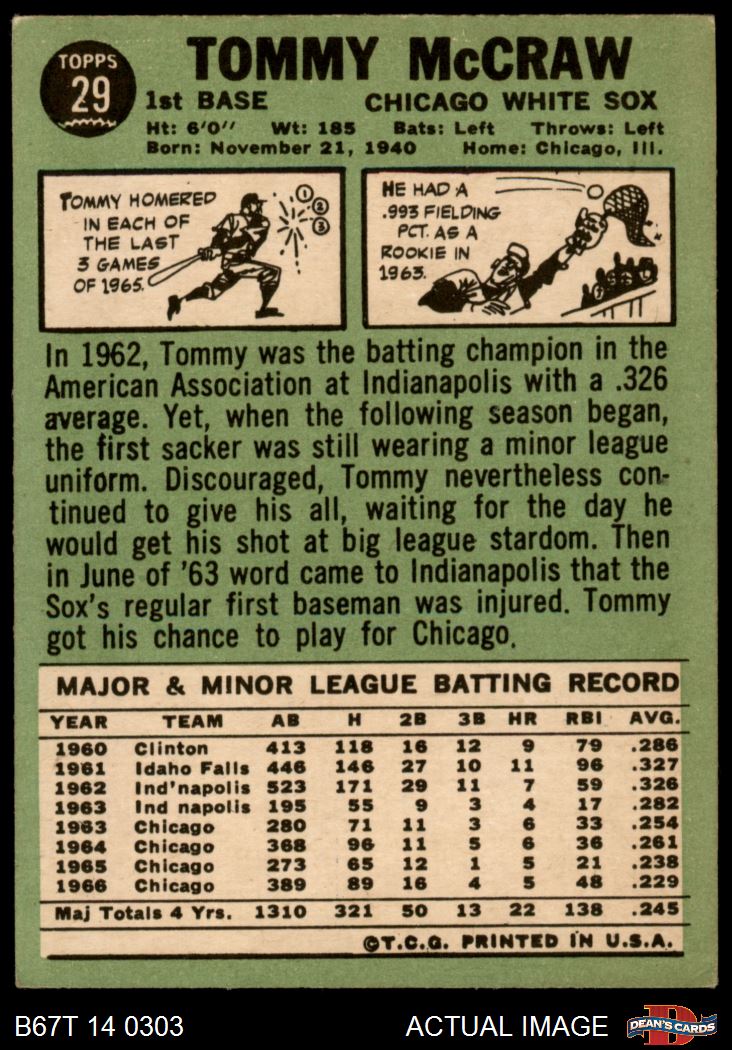 TOPPS
29
TOMMY McCRAW
1st BASE CHICAGO WHITE SOX
Ht: 6'0" Wt: 185 Bats: Left Throws: Left
Born: November 21, 1940 Home: Chicago, Ill.
TOMMY HOMERED
IN EACH OF
THE LAST
3 GAMES
OF 1965.
1
2
3
HE HAD A
.993 FIELDING
PCT. AS A
ROOKIE IN
1963.
In 1962, Tommy was the batting champion in the
American Association at Indianapolis with a .326
average. Yet, when the following season began,
the first sacker was still wearing a minor league
uniform. Discouraged, Tommy nevertheless con-
tinued to give his all, waiting for the day he
would get his shot at big league stardom. Then
in June of '63 word came to Indianapolis that the
Sox's regular first baseman was injured. Tommy
got his chance to play for Chicago.
MAJOR & MINOR LEAGUE BATTING RECORD
YEAR TEAM AB H 2B 3B HR RBI AVG.
1960 Clinton 413 118 16 12 9 79 .286
1961 Idaho Falls 446 146 27 10 11 96 .327
1962 Ind'napolis 523 171 29 11 7 59 .326
1963 Ind napolis 195 55 9 3 4 17 .282
1963 Chicago 280 71 11 3 6 33 .254
1964 Chicago 368 96 11 5 6 36 .261
1965 Chicago 273 65 12 1 5 21 .238
1966 Chicago 389 89 16 4 5 48 .229
Maj Totals 4 Yrs. 1310 321 50 13 22 138 .245
©T.C.G. PRINTED IN U.S.A.
B67T 14 0303 ACTUAL IMAGE D DEAN'S CARDS